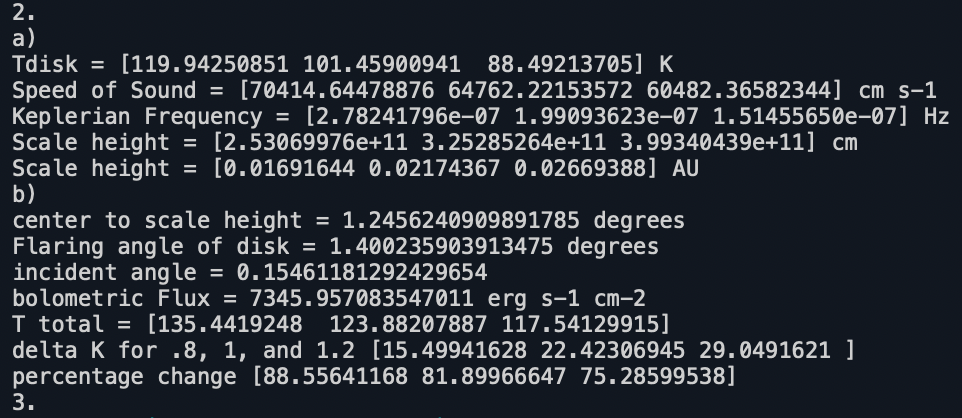 2.
a)
Tdisk = [119.94250851 101.45900941  88.49213705] K
Speed of Sound = [70414.64478876 64762.22153572 60482.36582344] cm s-1
Keplerian Frequency = [2.78241796e-07 1.99093623e-07 1.51455650e-07] Hz
Scale height = [2.53069976e+11 3.25285264e+11 3.99340439e+11] cm
Scale height = [0.01691644 0.02174367 0.02669388] AU
b)
center to scale height = 1.2456240909891785 degrees
Flaring angle of disk = 1.400235903913475 degrees
incident angle = 0.15461181292429654
bolometric Flux = 7345.957083547011 erg s-1 cm-2
T total = [135.4419248  123.88207887 117.54129915]
delta K for .8, 1, and 1.2 [15.49941628 22.42306945 29.0491621 ]
percentage change [88.55641168 81.89966647 75.28599538]
3.